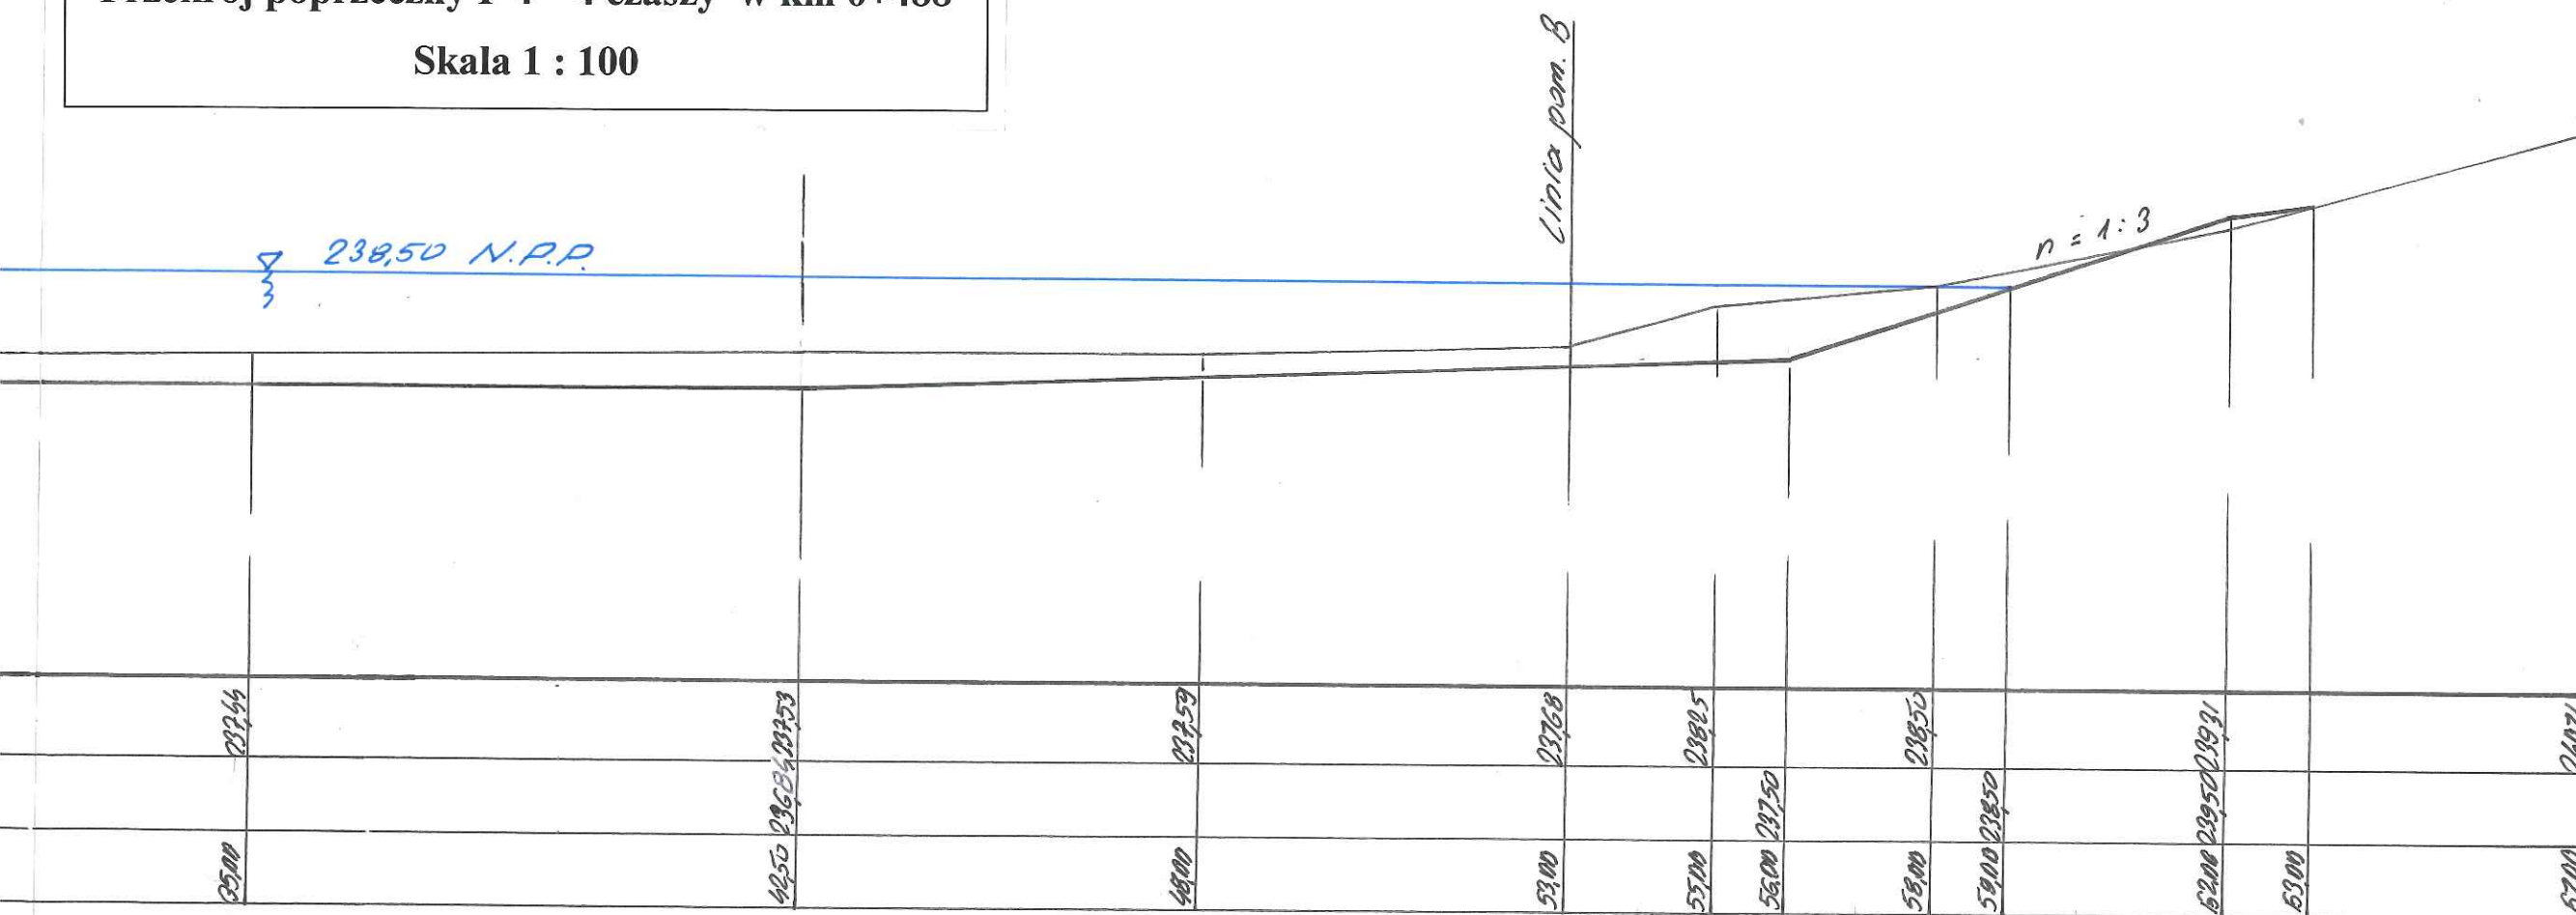 Skala 1 : 100
Linia pom. B
n = 1:3
238,50 N.P.P.
237,44 237,53 237,59 237,68 238,25 238,50 239,31
236,84 237,50 238,50 239,50
35,00 42,50 48,00 53,00 55,00 56,00 58,00 59,00 62,00 63,00